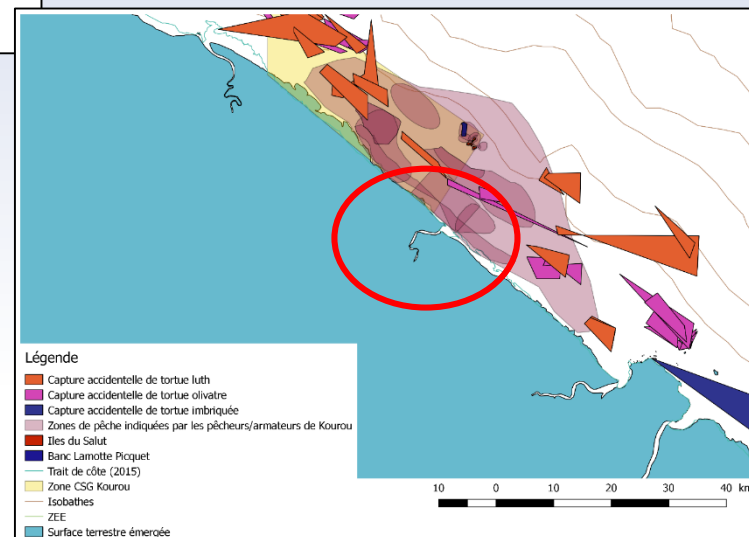 Légende
Capture accidentelle de tortue luth
Capture accidentelle de tortue olivatre
Capture accidentelle de tortue imbriquée
Zones de pêche indiquées par les pêcheurs/armateurs de Kourou
Iles du Salut
Banc Lamotte Picquet
Trait de côte (2015)
Zone CSG Kourou
Isobathes
ZEE
Surface terrestre émergée
10 0 10 20 30 40 km